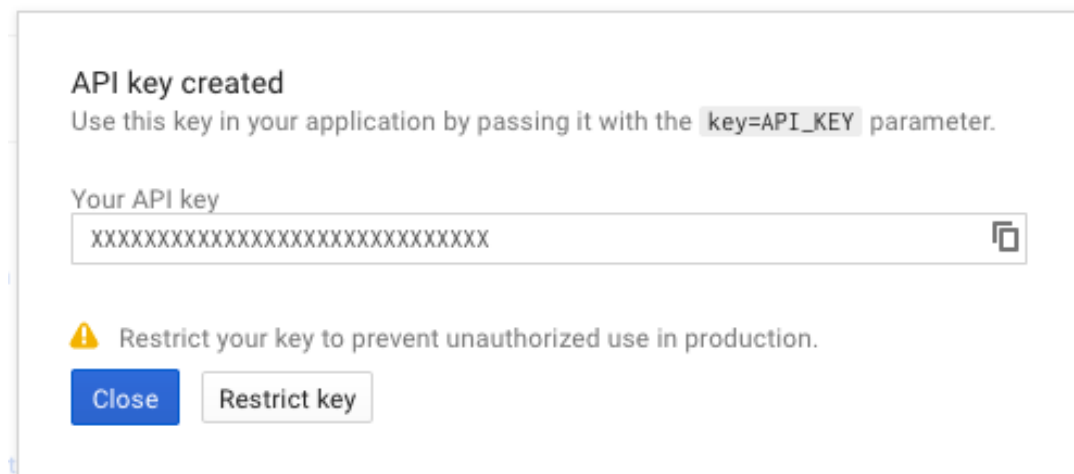 API key created
Use this key in your application by passing it with the key=API_KEY parameter.
Your API key
XXXXXXXXXXXXXXXXXXXXXXXXXXXXXX
Restrict your key to prevent unauthorized use in production.
Close
Restrict key